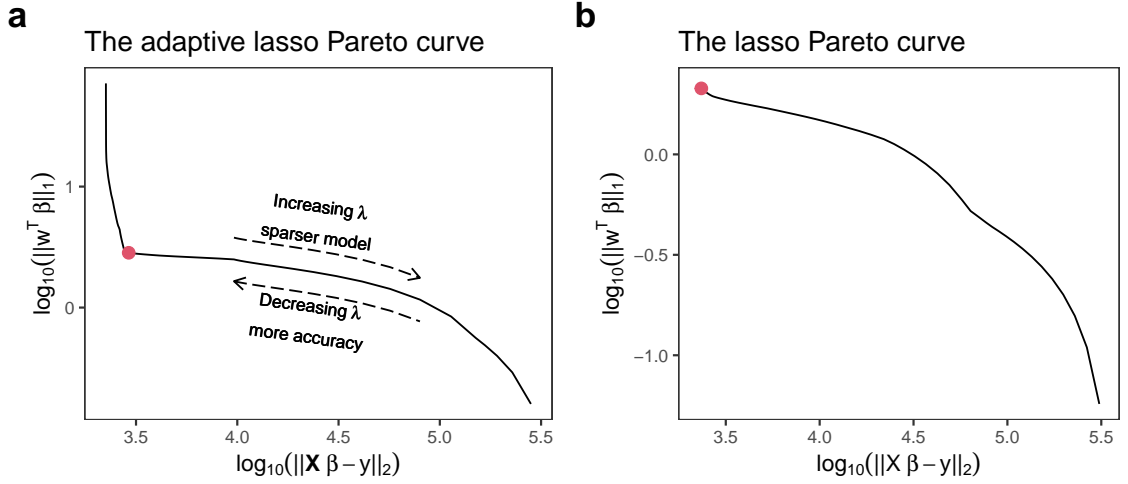 a
The adaptive lasso Pareto curve
log₁₀(||wᵀ β||₁)
1
0
Increasing λ
sparser model
Decreasing λ
more accuracy
3.5 4.0 4.5 5.0 5.5
log₁₀(||X β − y||₂)
b
The lasso Pareto curve
log₁₀(||wᵀ β||₁)
0.0
−0.5
−1.0
3.5 4.0 4.5 5.0 5.5
log₁₀(||X β − y||₂)